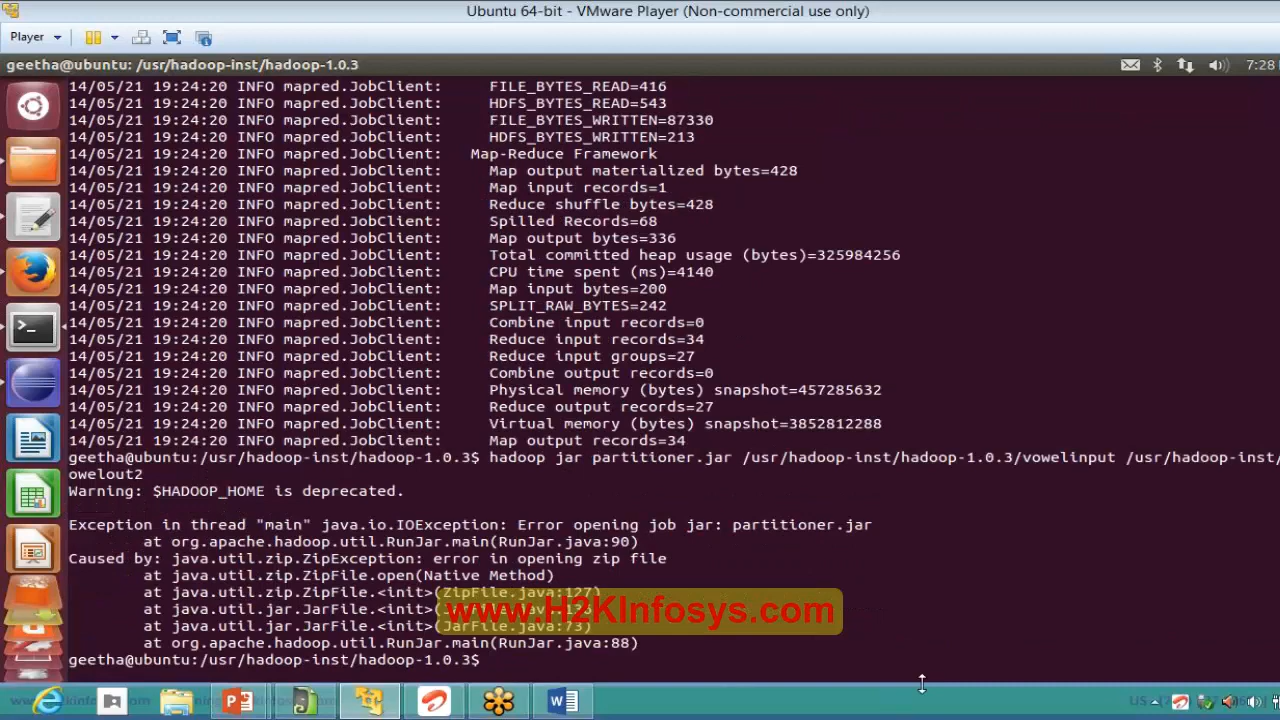 Ubuntu 64-bit - VMware Player (Non-commercial use only)
Player
geetha@ubuntu: /usr/hadoop-inst/hadoop-1.0.3
7:28
14/05/21 19:24:20 INFO mapred.JobClient: FILE_BYTES_READ=416
14/05/21 19:24:20 INFO mapred.JobClient: HDFS_BYTES_READ=543
14/05/21 19:24:20 INFO mapred.JobClient: FILE_BYTES_WRITTEN=87330
14/05/21 19:24:20 INFO mapred.JobClient: HDFS_BYTES_WRITTEN=213
14/05/21 19:24:20 INFO mapred.JobClient: Map-Reduce Framework
14/05/21 19:24:20 INFO mapred.JobClient: Map output materialized bytes=428
14/05/21 19:24:20 INFO mapred.JobClient: Map input records=1
14/05/21 19:24:20 INFO mapred.JobClient: Reduce shuffle bytes=428
14/05/21 19:24:20 INFO mapred.JobClient: Spilled Records=68
14/05/21 19:24:20 INFO mapred.JobClient: Map output bytes=336
14/05/21 19:24:20 INFO mapred.JobClient: Total committed heap usage (bytes)=325984256
14/05/21 19:24:20 INFO mapred.JobClient: CPU time spent (ms)=4140
14/05/21 19:24:20 INFO mapred.JobClient: Map input bytes=200
14/05/21 19:24:20 INFO mapred.JobClient: SPLIT_RAW_BYTES=242
14/05/21 19:24:20 INFO mapred.JobClient: Combine input records=0
14/05/21 19:24:20 INFO mapred.JobClient: Reduce input records=34
14/05/21 19:24:20 INFO mapred.JobClient: Reduce input groups=27
14/05/21 19:24:20 INFO mapred.JobClient: Combine output records=0
14/05/21 19:24:20 INFO mapred.JobClient: Physical memory (bytes) snapshot=457285632
14/05/21 19:24:20 INFO mapred.JobClient: Reduce output records=27
14/05/21 19:24:20 INFO mapred.JobClient: Virtual memory (bytes) snapshot=3852812288
14/05/21 19:24:20 INFO mapred.JobClient: Map output records=34
geetha@ubuntu:/usr/hadoop-inst/hadoop-1.0.3$ hadoop jar partitioner.jar /usr/hadoop-inst/hadoop-1.0.3/vowelinput /usr/hadoop-inst/
owelout2
Warning: $HADOOP_HOME is deprecated.
Exception in thread "main" java.io.IOException: Error opening job jar: partitioner.jar
at org.apache.hadoop.util.RunJar.main(RunJar.java:90)
Caused by: java.util.zip.ZipException: error in opening zip file
at java.util.zip.ZipFile.open(Native Method)
at java.util.zip.ZipFile.<init>(ZipFile.java:127)
at java.util.jar.JarFile.<init>(
www.H2KInfosys.com
at java.util.jar.JarFile.<init>(JarFile.java:73)
at org.apache.hadoop.util.RunJar.main(RunJar.java:88)
geetha@ubuntu:/usr/hadoop-inst/hadoop-1.0.3$